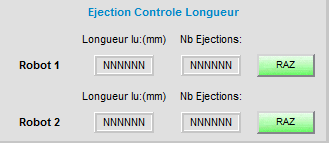 Ejection Controle Longueur
Longueur lu:(mm) Nb Ejections:
Robot 1 NNNNNN NNNNNN RAZ
Longueur lu:(mm) Nb Ejections:
Robot 2 NNNNNN NNNNNN RAZ